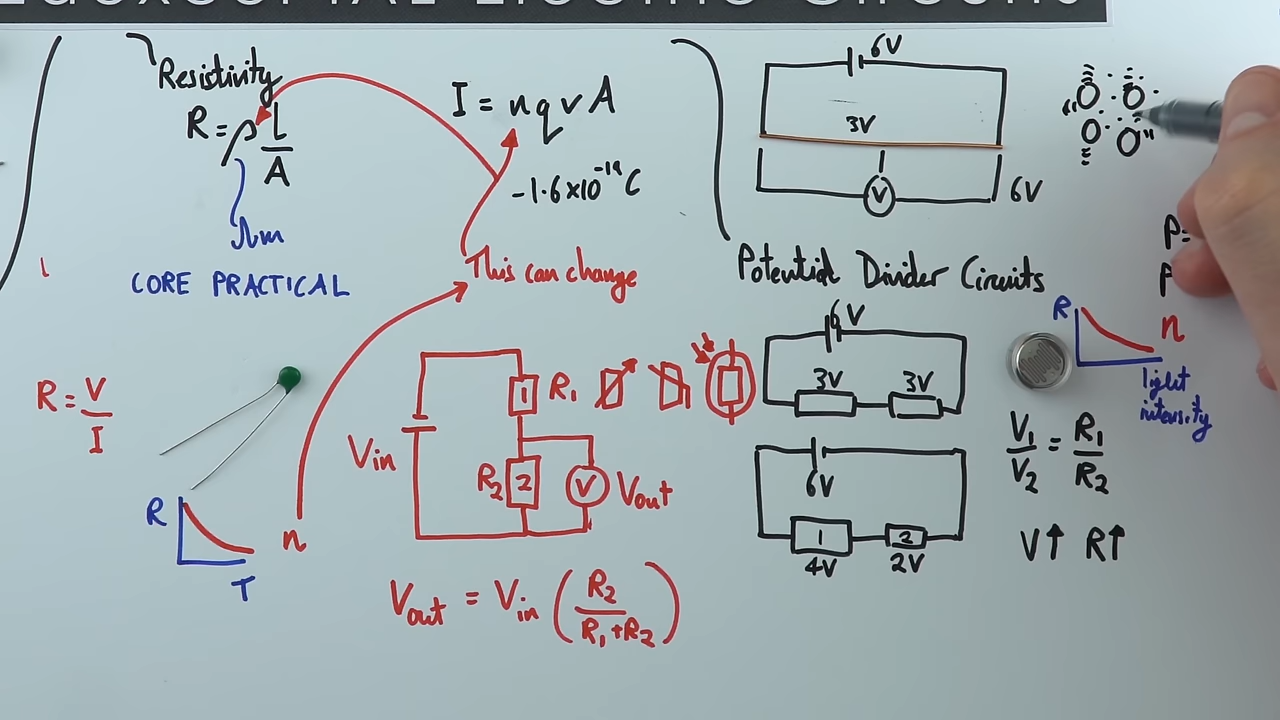 Resistivity
R = ρ L
A
Ωm
CORE PRACTICAL
I = nqvA
-1.6x10⁻¹⁹ C
This can change
R = V
I
R
T
n
Vin
1
R₁
R₂
2
V
Vout
Vout = Vin (R₂
R₁+R₂)
6V
3V
V
6V
Potential Divider Circuits
6V
3V
3V
6V
1
2
4V
2V
R
n
light
intensity
V₁ = R₁
V₂ R₂
V↑ R↑